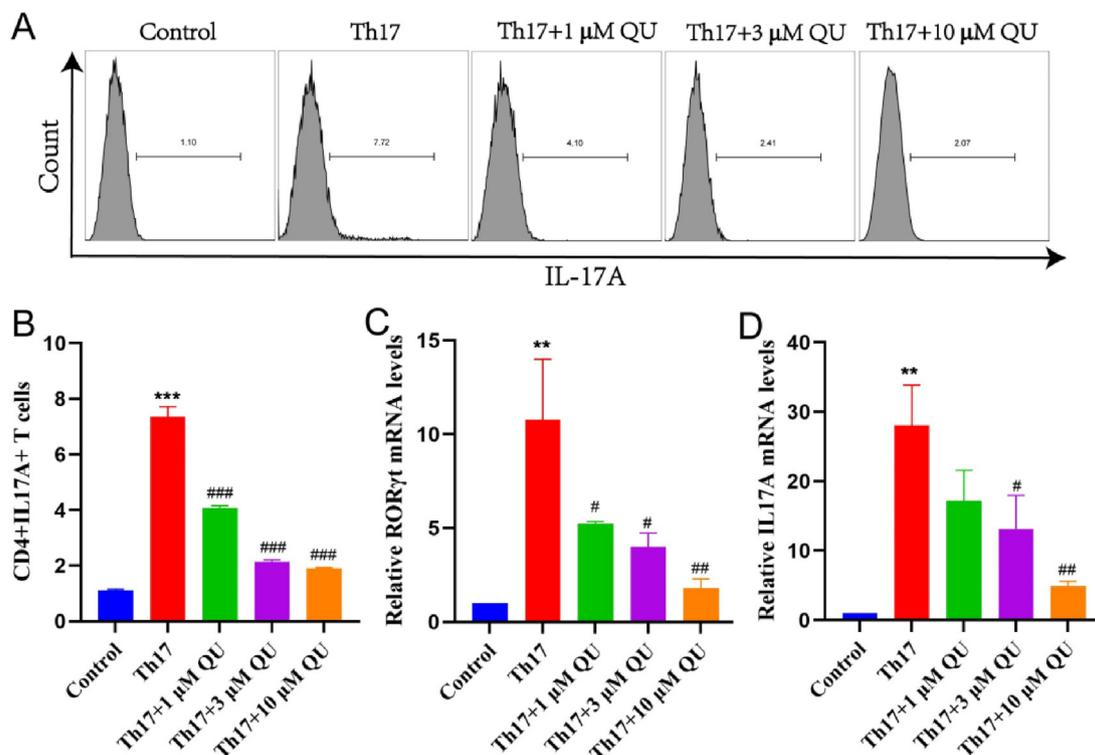 A
Control Th17 Th17+1 μM QU Th17+3 μM QU Th17+10 μM QU
Count
1.10 7.72 4.10 2.41 2.07
IL-17A
B
CD4+IL17A+ T cells
10
8
6
4
2
0
***
###
###
###
Control
Th17
Th17+1 μM QU
Th17+3 μM QU
Th17+10 μM QU
C
Relative RORγt mRNA levels
15
10
5
0
**
#
#
##
Control
Th17
Th17+1 μM QU
Th17+3 μM QU
Th17+10 μM QU
D
Relative IL17A mRNA levels
40
30
20
10
0
**
#
##
Control
Th17
Th17+1 μM QU
Th17+3 μM QU
Th17+10 μM QU